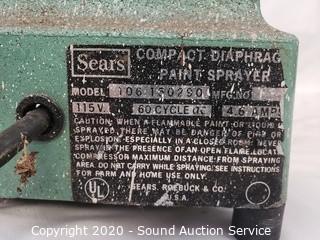 Sears
COMPACT DIAPHRAG
PAINT SPRAYER
MODEL 106.150290 MFG. NO.
115V. 60 CYCLE 4.6 AMP
CAUTION: WHEN A FLAMMABLE PAINT OR LIQUID
SPRAYED THERE MAY BE DANGER OF FIRE OR
EXPLOSION-ESPECIALLY IN A CLOSED ROOM. NEVER
SPRAY IN THE PRESENCE OF AN OPEN FLAME. LOCATE
COMPRESSOR MAXIMUM DISTANCE FROM SPRAYING
AREA. DO NOT CARRY WHILE SPRAYING. SEE INSTRUCTIONS
FOR FARM AND HOME USE ONLY.
UL
SEARS, ROEBUCK & CO.
U.S.A.
Copyright 2020 - Sound Auction Service